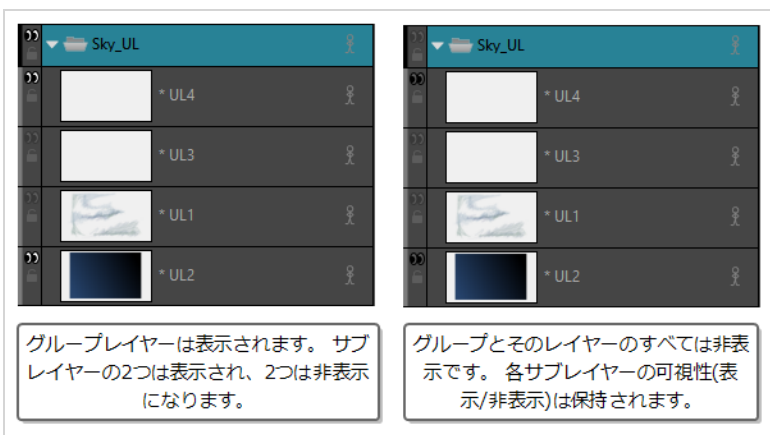 Sky_UL
* UL4
* UL3
* UL1
* UL2
グループレイヤーは表示されます。 サブ
レイヤーの2つは表示され、2つは非表示
になります。
Sky_UL
* UL4
* UL3
* UL1
* UL2
グループとそのレイヤーのすべては非表
示です。 各サブレイヤーの可視性(表
示/非表示)は保持されます。